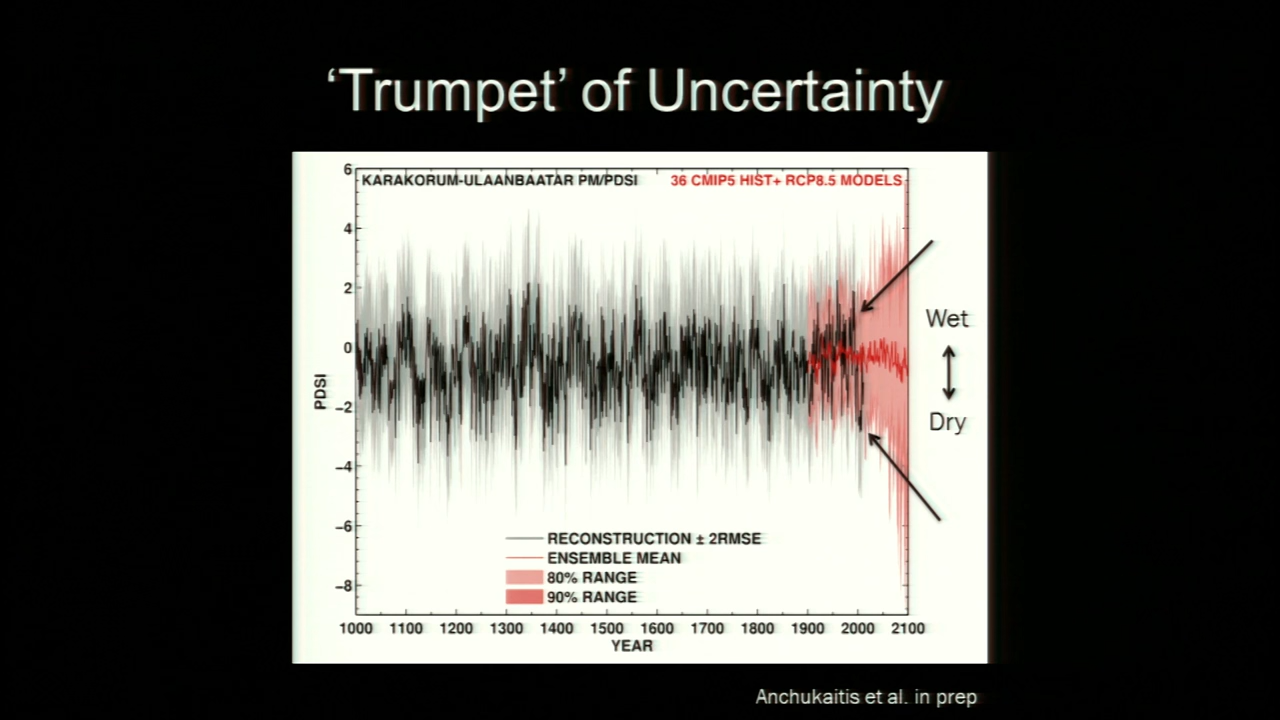 ‘Trumpet’ of Uncertainty
KARAKORUM-ULAANBAATAR PM/PDSI
36 CMIP5 HIST+ RCP8.5 MODELS
6
4
2
0
−2
−4
−6
−8
PDSI
Wet
Dry
RECONSTRUCTION ± 2RMSE
ENSEMBLE MEAN
80% RANGE
90% RANGE
1000 1100 1200 1300 1400 1500 1600 1700 1800 1900 2000 2100
YEAR
Anchukaitis et al. in prep